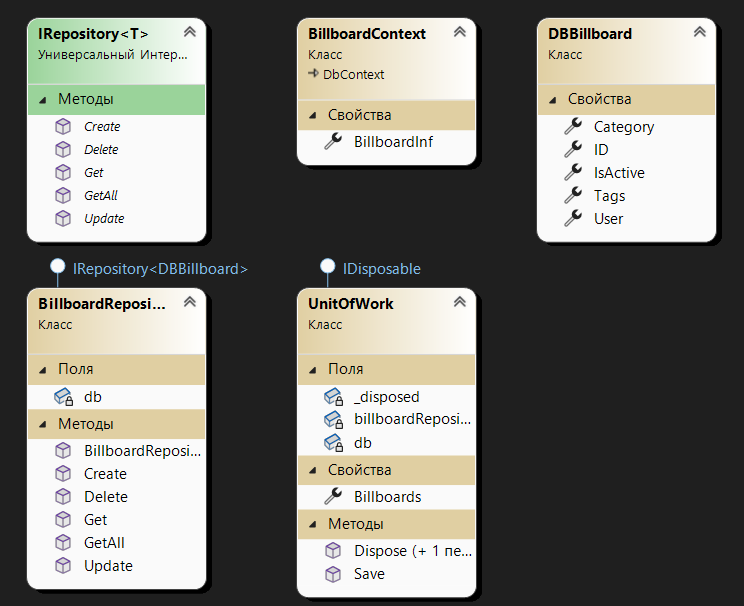 IRepository<T>
Универсальный Интер...
Методы
Create
Delete
Get
GetAll
Update
BillboardContext
Класс
DbContext
Свойства
BillboardInf
DBBillboard
Класс
Свойства
Category
ID
IsActive
Tags
User
IRepository<DBBillboard>
BillboardReposi...
Класс
Поля
db
Методы
BillboardReposi...
Create
Delete
Get
GetAll
Update
IDisposable
UnitOfWork
Класс
Поля
_disposed
billboardReposi...
db
Свойства
Billboards
Методы
Dispose (+ 1 пе...
Save